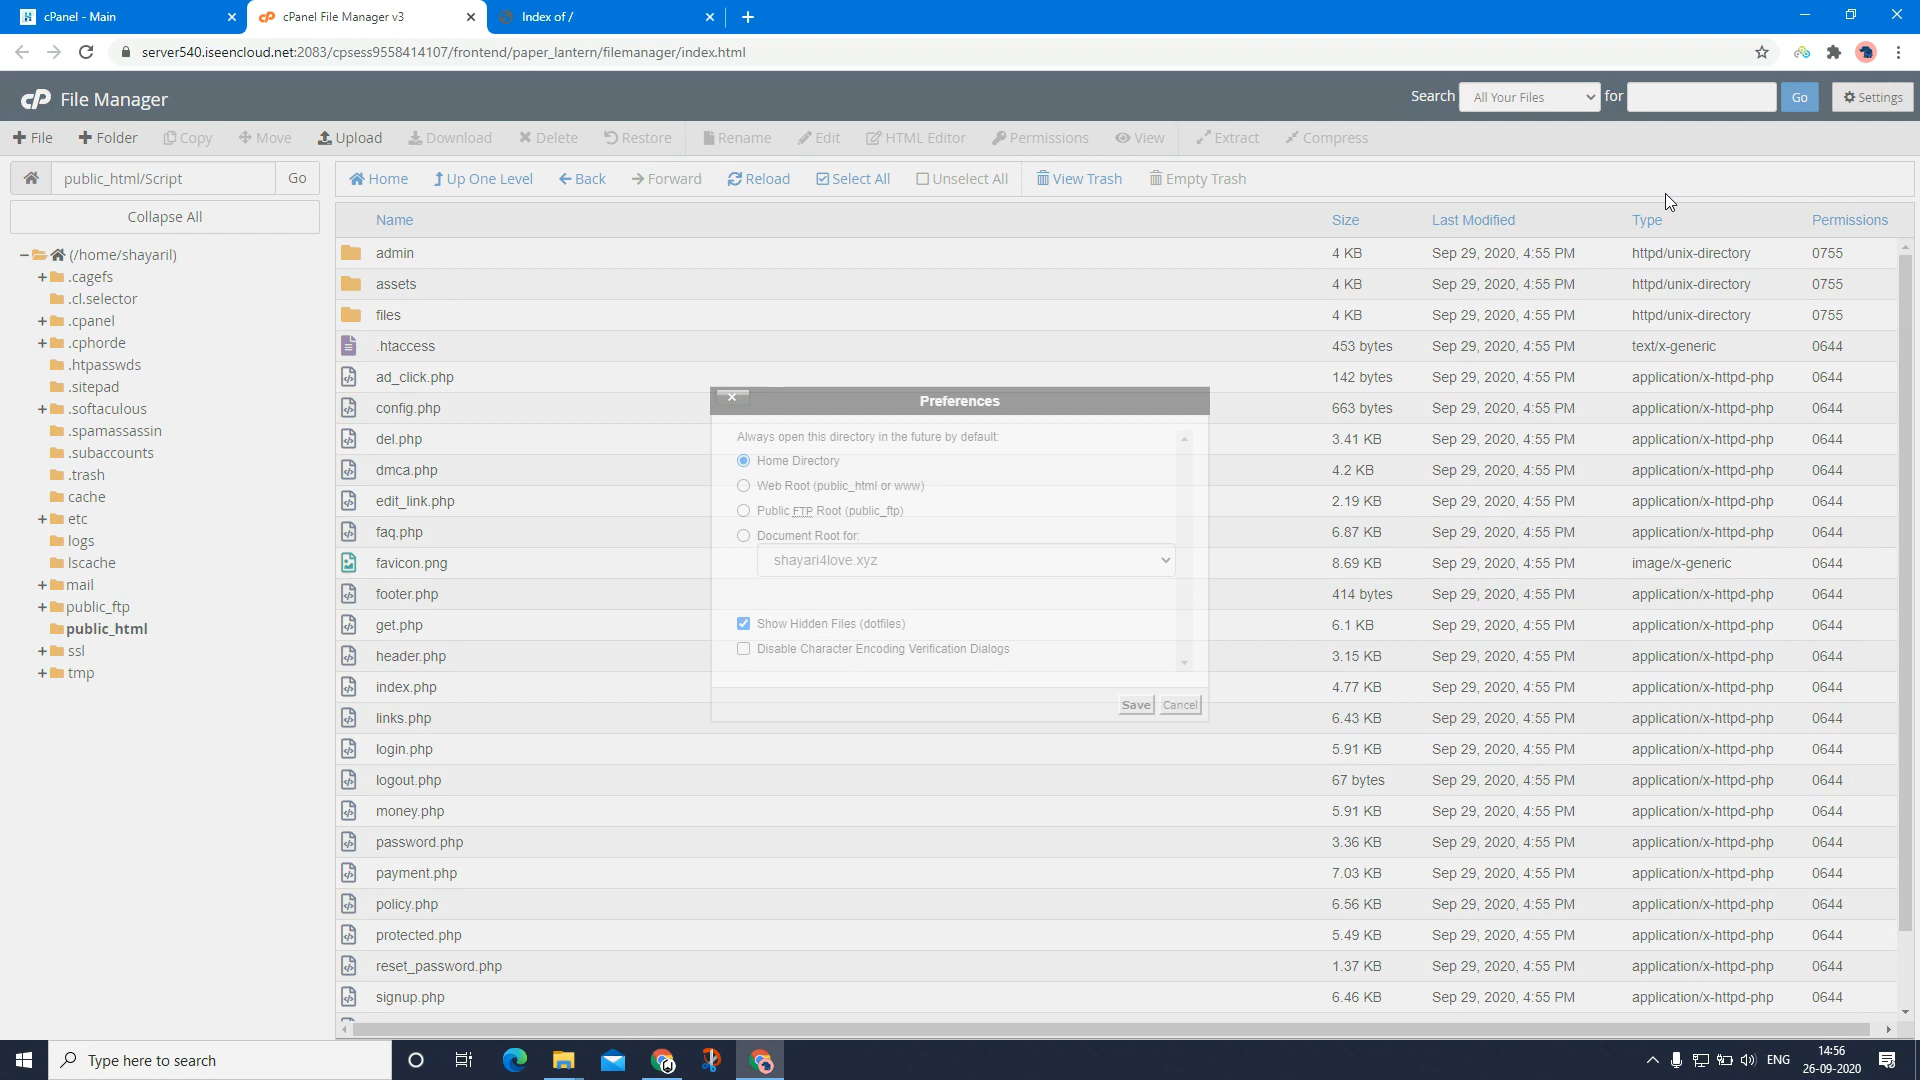 cPanel - Main
cPanel File Manager v3
Index of /
server540.iseencloud.net:2083/cpsess9558414107/frontend/paper_lantern/filemanager/index.html
cP File Manager
Search All Your Files for Go Settings
File Folder Copy Move Upload Download Delete Restore Rename Edit HTML Editor Permissions View Extract Compress
public_html/Script Go
Home Up One Level Back Forward Reload Select All Unselect All View Trash Empty Trash
Collapse All
(/home/shayaril)
.cagefs
.cl.selector
.cpanel
.cphorde
.htpasswds
.sitepad
.softaculous
.spamassassin
.subaccounts
.trash
cache
etc
logs
lscache
mail
public_ftp
public_html
ssl
tmp
Name Size Last Modified Type Permissions
admin 4 KB Sep 29, 2020, 4:55 PM httpd/unix-directory 0755
assets 4 KB Sep 29, 2020, 4:55 PM httpd/unix-directory 0755
files 4 KB Sep 29, 2020, 4:55 PM httpd/unix-directory 0755
.htaccess 453 bytes Sep 29, 2020, 4:55 PM text/x-generic 0644
ad_click.php 142 bytes Sep 29, 2020, 4:55 PM application/x-httpd-php 0644
config.php 663 bytes Sep 29, 2020, 4:55 PM application/x-httpd-php 0644
del.php 3.41 KB Sep 29, 2020, 4:55 PM application/x-httpd-php 0644
dmca.php 4.2 KB Sep 29, 2020, 4:55 PM application/x-httpd-php 0644
edit_link.php 2.19 KB Sep 29, 2020, 4:55 PM application/x-httpd-php 0644
faq.php 6.87 KB Sep 29, 2020, 4:55 PM application/x-httpd-php 0644
favicon.png 8.69 KB Sep 29, 2020, 4:55 PM image/x-generic 0644
footer.php 414 bytes Sep 29, 2020, 4:55 PM application/x-httpd-php 0644
get.php 6.1 KB Sep 29, 2020, 4:55 PM application/x-httpd-php 0644
header.php 3.15 KB Sep 29, 2020, 4:55 PM application/x-httpd-php 0644
index.php 4.77 KB Sep 29, 2020, 4:55 PM application/x-httpd-php 0644
links.php 6.43 KB Sep 29, 2020, 4:55 PM application/x-httpd-php 0644
login.php 5.91 KB Sep 29, 2020, 4:55 PM application/x-httpd-php 0644
logout.php 67 bytes Sep 29, 2020, 4:55 PM application/x-httpd-php 0644
money.php 5.91 KB Sep 29, 2020, 4:55 PM application/x-httpd-php 0644
password.php 3.36 KB Sep 29, 2020, 4:55 PM application/x-httpd-php 0644
payment.php 7.03 KB Sep 29, 2020, 4:55 PM application/x-httpd-php 0644
policy.php 6.56 KB Sep 29, 2020, 4:55 PM application/x-httpd-php 0644
protected.php 5.49 KB Sep 29, 2020, 4:55 PM application/x-httpd-php 0644
reset_password.php 1.37 KB Sep 29, 2020, 4:55 PM application/x-httpd-php 0644
signup.php 6.46 KB Sep 29, 2020, 4:55 PM application/x-httpd-php 0644
Preferences
Always open this directory in the future by default:
Home Directory
Web Root (public_html or www)
Public FTP Root (public_ftp)
Document Root for:
shayari4love.xyz
Show Hidden Files (dotfiles)
Disable Character Encoding Verification Dialogs
Save Cancel
Type here to search
ENG
14:56
26-09-2020